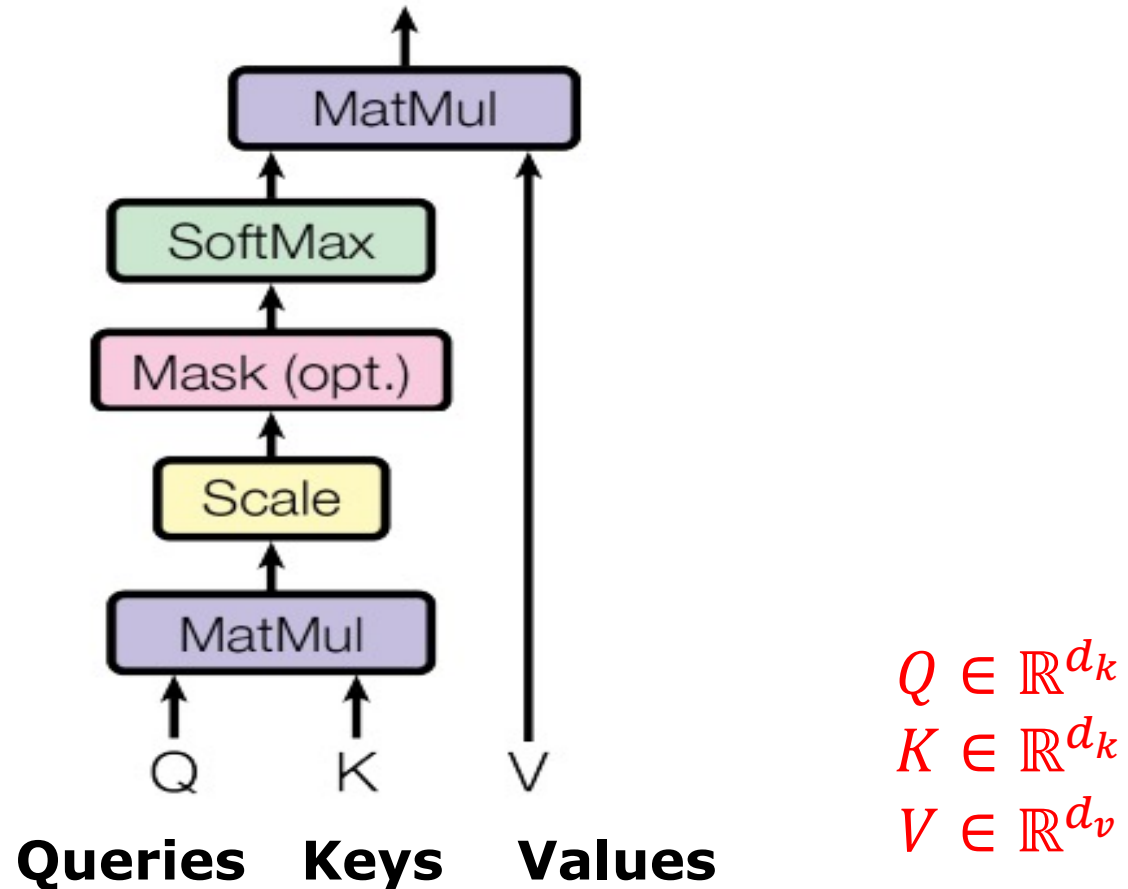 MatMul
SoftMax
Mask (opt.)
Scale
MatMul
Q K V
Queries Keys Values
𝑄 ∈ ℝ^{𝑑_𝑘}
𝐾 ∈ ℝ^{𝑑_𝑘}
𝑉 ∈ ℝ^{𝑑_𝑣}